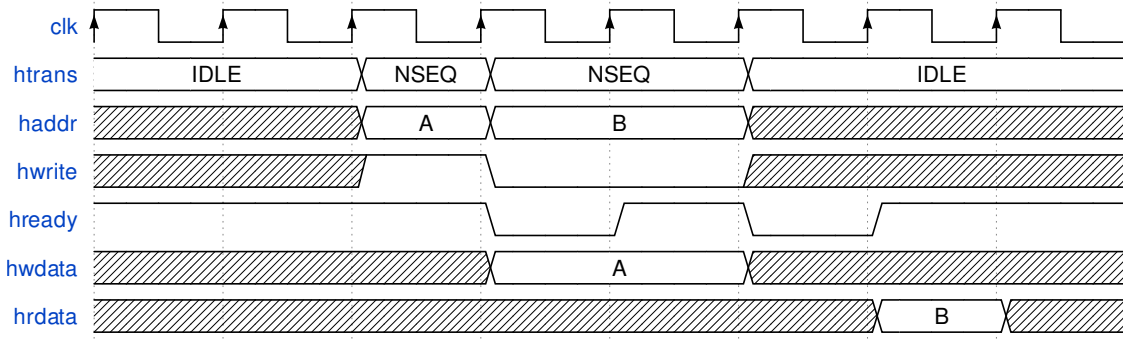 clk
htrans IDLE NSEQ NSEQ IDLE
haddr A B
hwrite
hready
hwdata A
hrdata B